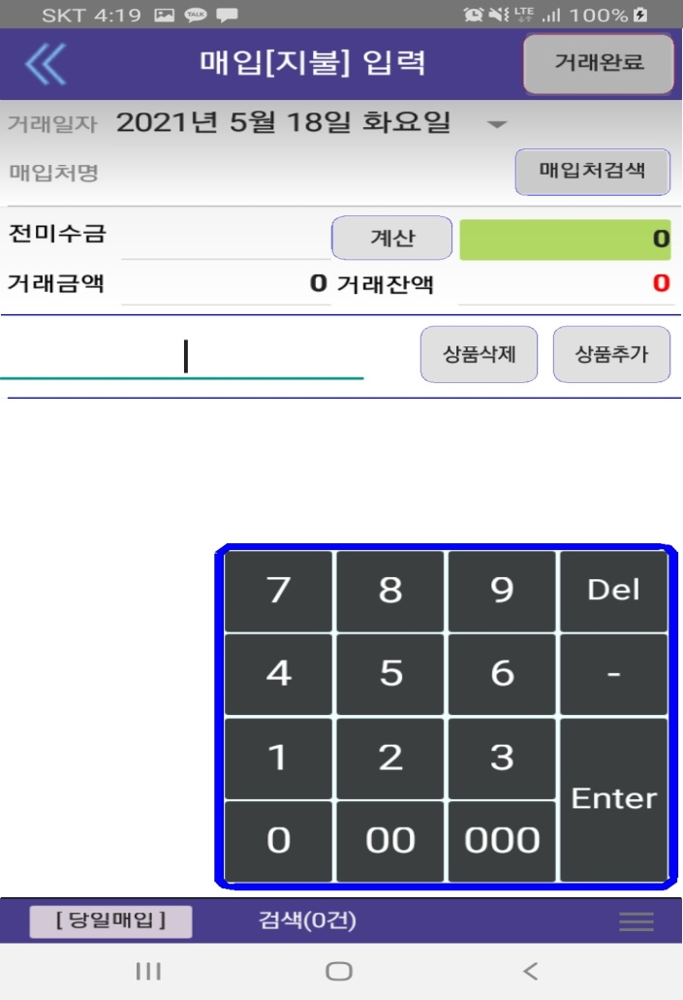 SKT 4:19 TALK LTE 100%
매입[지불] 입력 거래완료
거래일자 2021년 5월 18일 화요일
매입처명 매입처검색
전미수금 계산 0
거래금액 0 거래잔액 0
상품삭제 상품추가
7 8 9 Del
4 5 6 -
1 2 3
Enter
0 00 000
[ 당일매입 ] 검색(0건)